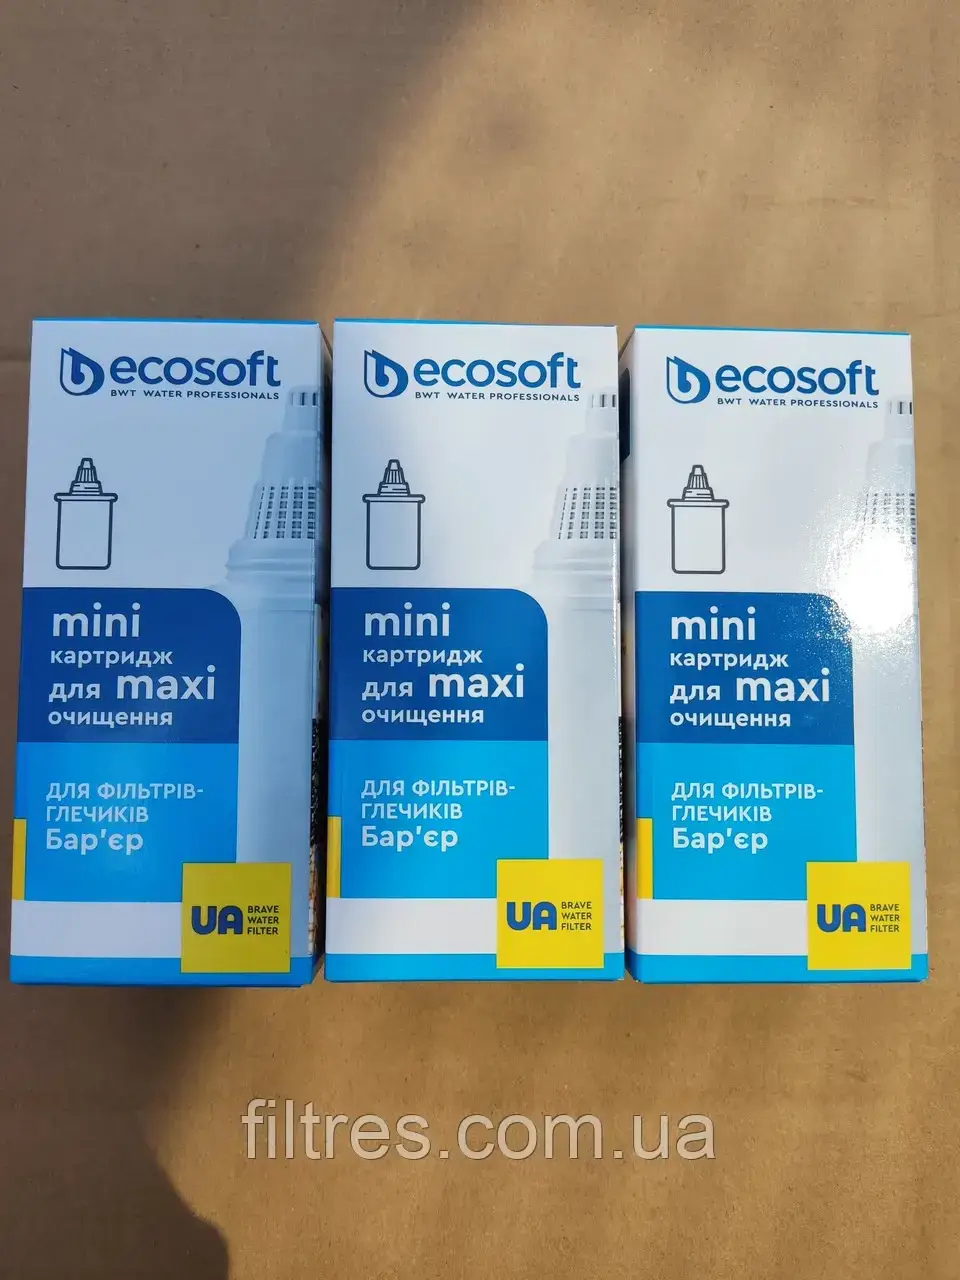 ecosoft
BWT WATER PROFESSIONALS
mini
картридж
для maxi
очищення
ДЛЯ ФІЛЬТРІВ-
ГЛЕЧИКІВ
Бар'єр
UA BRAVE
WATER
FILTER
ecosoft
BWT WATER PROFESSIONALS
mini
картридж
для maxi
очищення
ДЛЯ ФІЛЬТРІВ-
ГЛЕЧИКІВ
Бар'єр
UA BRAVE
WATER
FILTER
ecosoft
BWT WATER PROFESSIONALS
mini
картридж
для maxi
очищення
ДЛЯ ФІЛЬТРІВ-
ГЛЕЧИКІВ
Бар'єр
UA BRAVE
WATER
FILTER
filtres.com.ua